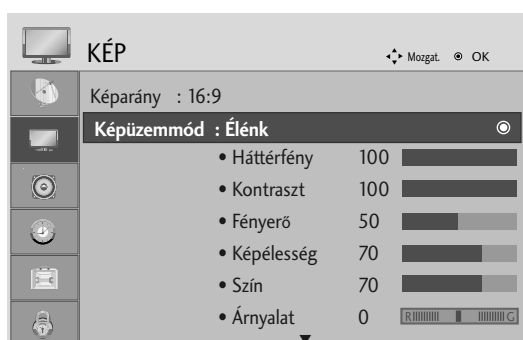 KÉP
Mozgat. OK
Képarány : 16:9
Képüzemmód : Élénk
• Háttérfény 100
• Kontraszt 100
• Fényerő 50
• Képélesség 70
• Szín 70
• Árnyalat 0 R G